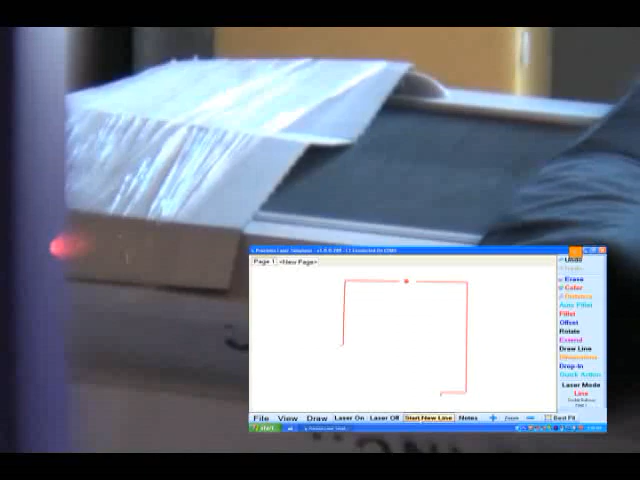 Page 1 <New Page>
Undo
Erase
Color
Distance
Auto Fillet
Fillet
Offset
Rotate
Extend
Draw Line
Dimensions
Drop-In
Quick Action
Laser Mode
Line
File View Draw Laser On Laser Off Start New Line Notes Zoom Best Fit
start